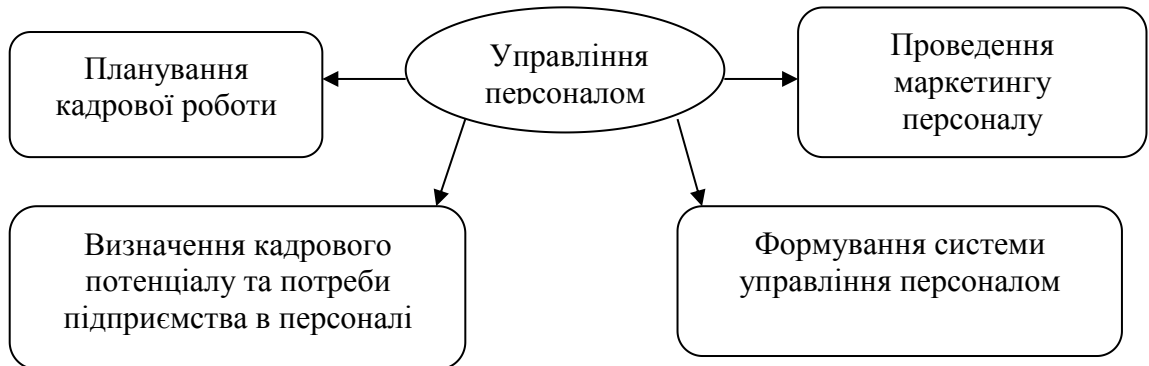 Планування
кадрової роботи
Управління
персоналом
Проведення
маркетингу
персоналу
Визначення кадрового
потенціалу та потреби
підприємства в персоналі
Формування системи
управління персоналом